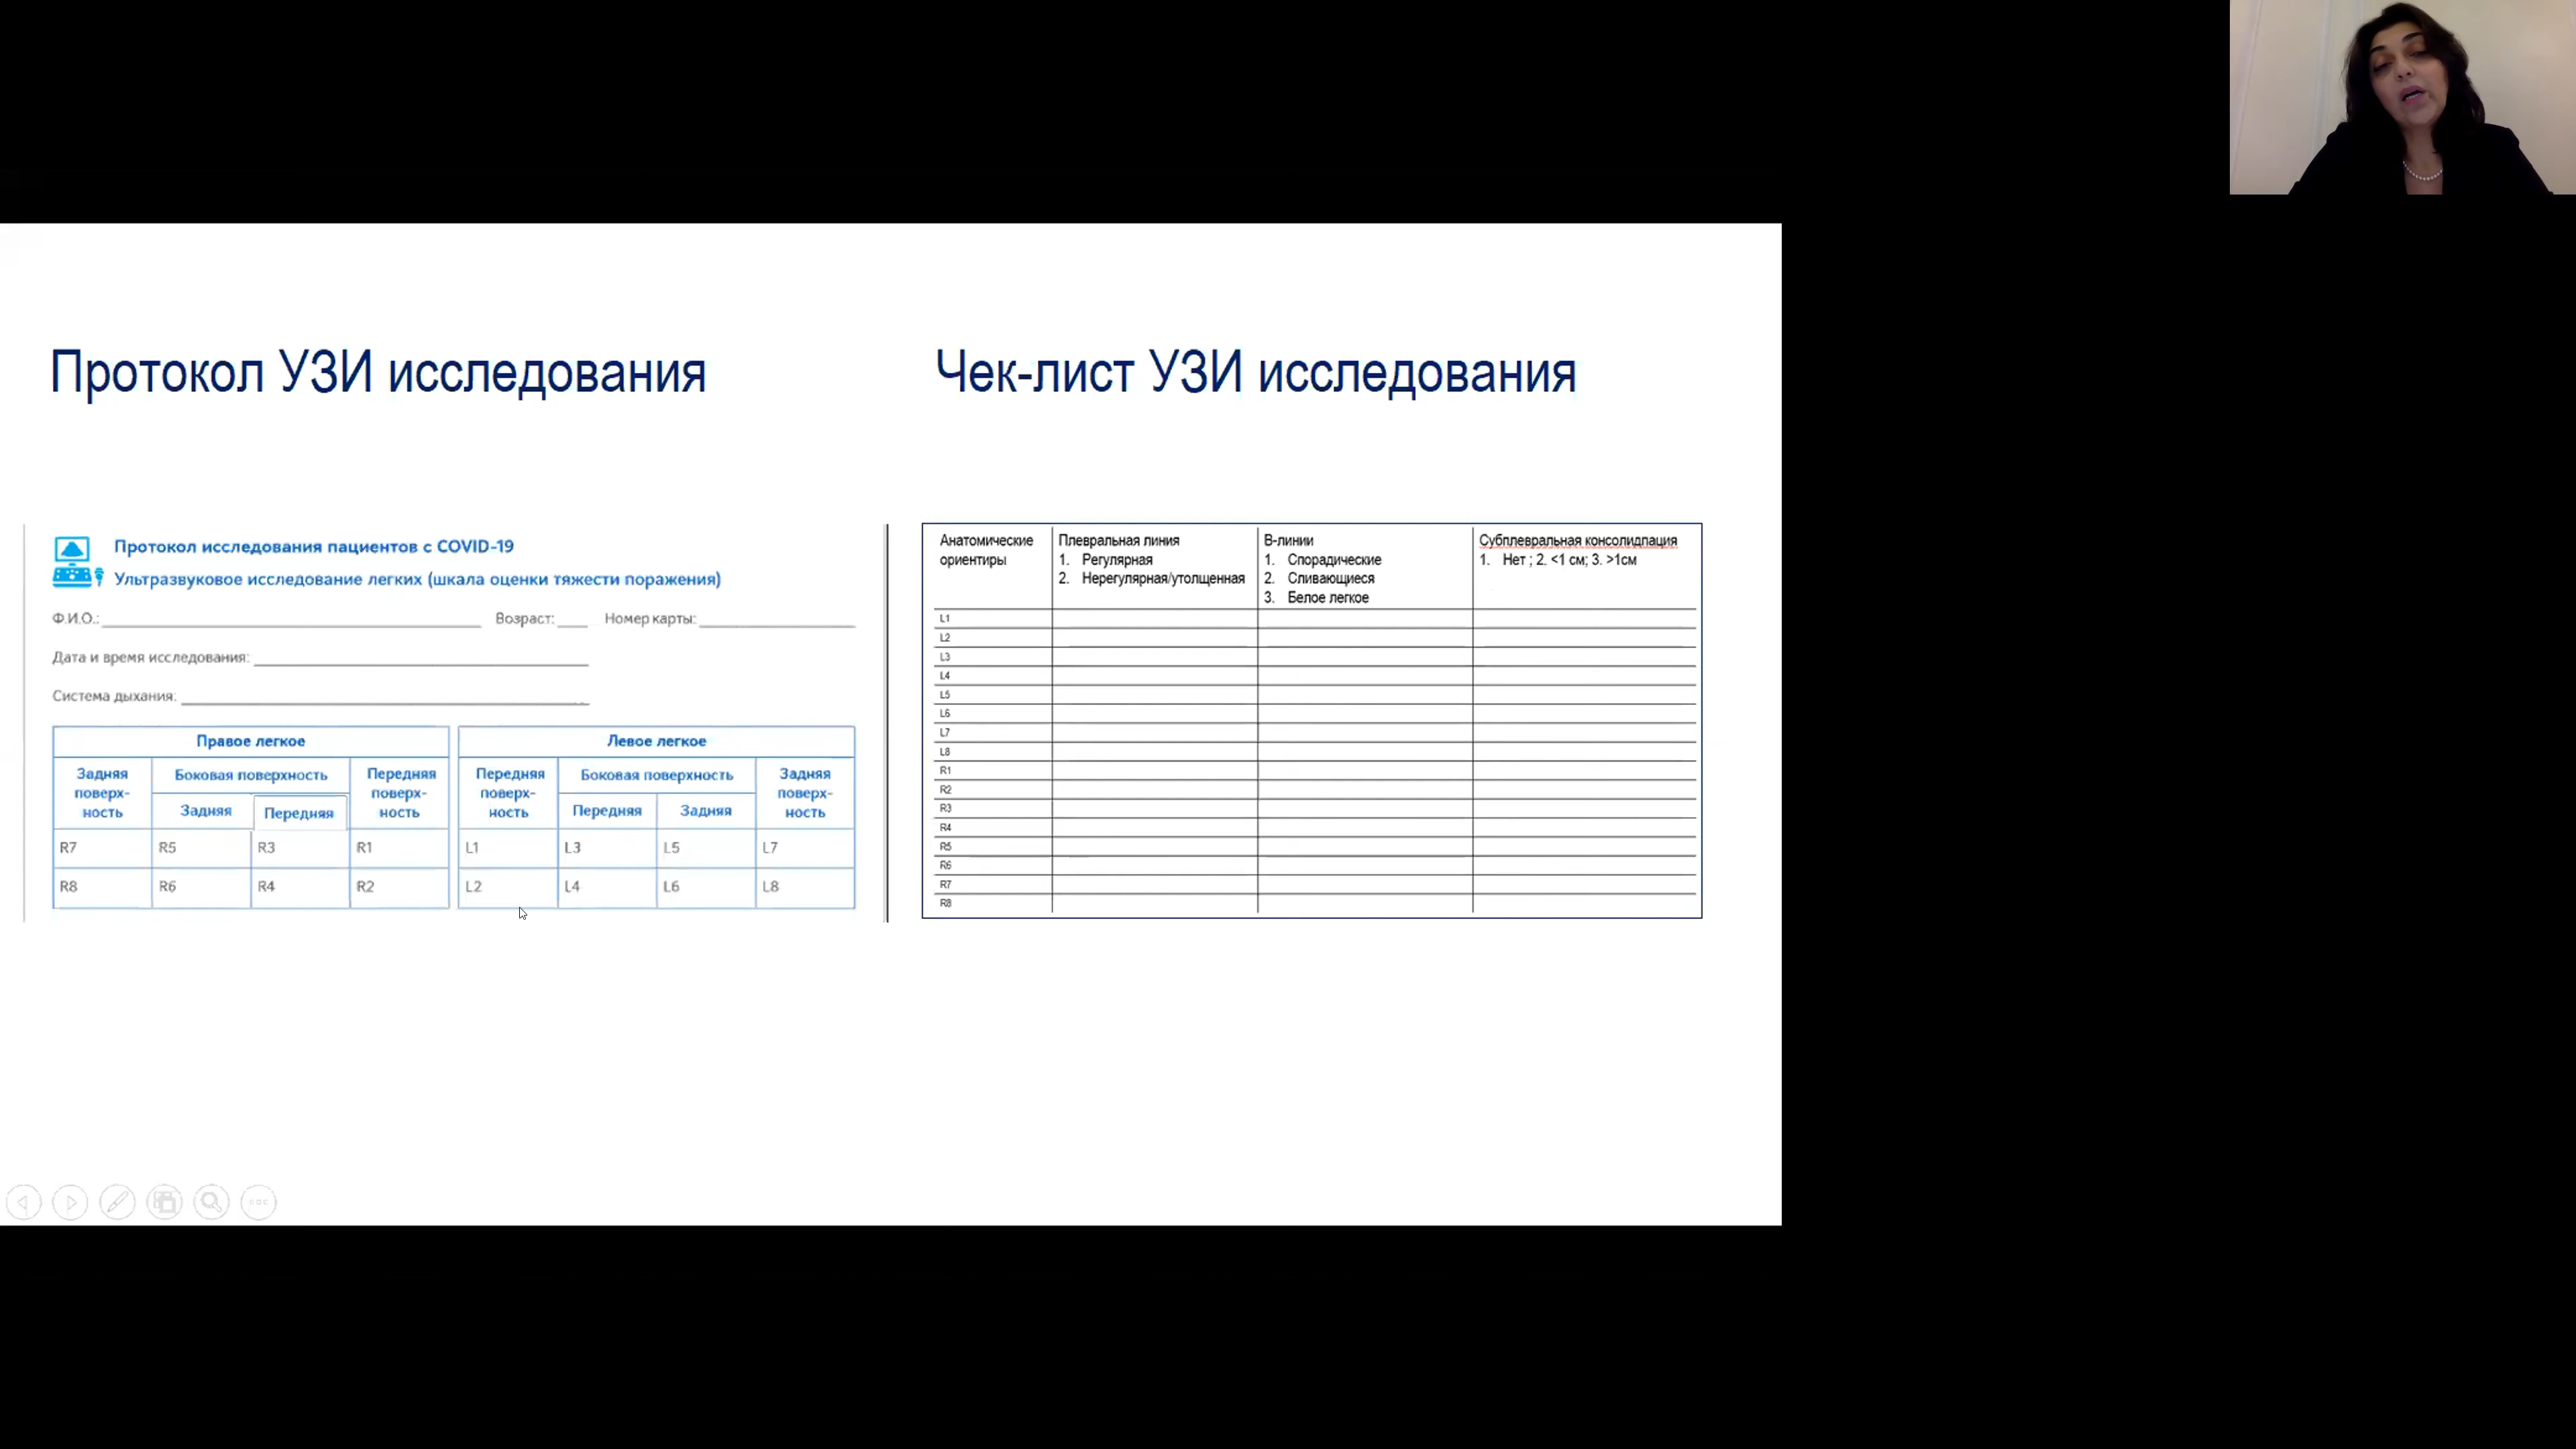 Протокол УЗИ исследования
Чек-лист УЗИ исследования
Протокол исследования пациентов с COVID-19
Ультразвуковое исследование легких (шкала оценки тяжести поражения)
Ф.И.О.: Возраст: Номер карты:
Дата и время исследования:
Система дыхания:
Правое легкое
Задняя поверх-ность
Боковая поверхность
Передняя поверх-ность
Задняя
Передняя
R7 R5 R3 R1
R8 R6 R4 R2
Левое легкое
Передняя поверх-ность
Боковая поверхность
Задняя поверх-ность
Передняя
Задняя
L1 L3 L5 L7
L2 L4 L6 L8
Анатомические
ориентиры
Плевральная линия
1. Регулярная
2. Нерегулярная/утолщенная
В-линии
1. Спорадические
2. Сливающиеся
3. Белое легкое
Субплевральная консолидпация
1. Нет ; 2. <1 см; 3. >1см
L1
L2
L3
L4
L5
L6
L7
L8
R1
R2
R3
R4
R5
R6
R7
R8